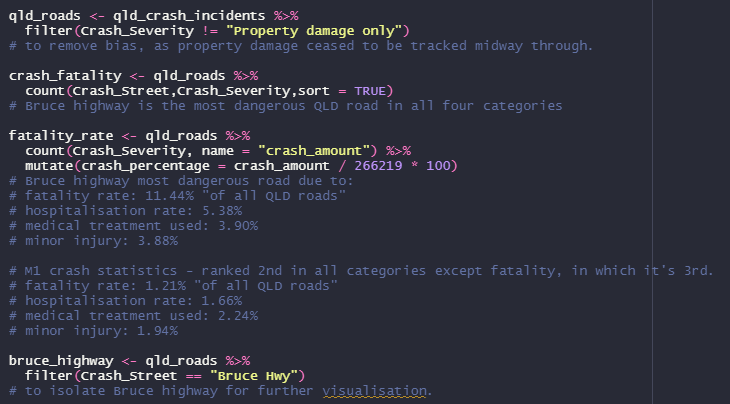 qld_roads <- qld_crash_incidents %>%
  filter(Crash_Severity != "Property damage only")
# to remove bias, as property damage ceased to be tracked midway through.

crash_fatality <- qld_roads %>%
  count(Crash_Street,Crash_Severity,sort = TRUE)
# Bruce highway is the most dangerous QLD road in all four categories

fatality_rate <- qld_roads %>%
  count(Crash_Severity, name = "crash_amount") %>%
  mutate(crash_percentage = crash_amount / 266219 * 100)
# Bruce highway most dangerous road due to:
# fatality rate: 11.44% "of all QLD roads"
# hospitalisation rate: 5.38%
# medical treatment used: 3.90%
# minor injury: 3.88%

# M1 crash statistics - ranked 2nd in all categories except fatality, in which it's 3rd.
# fatality rate: 1.21% "of all QLD roads"
# hospitalisation rate: 1.66%
# medical treatment used: 2.24%
# minor injury: 1.94%

bruce_highway <- qld_roads %>%
  filter(Crash_Street == "Bruce Hwy")
# to isolate Bruce highway for further visualisation.